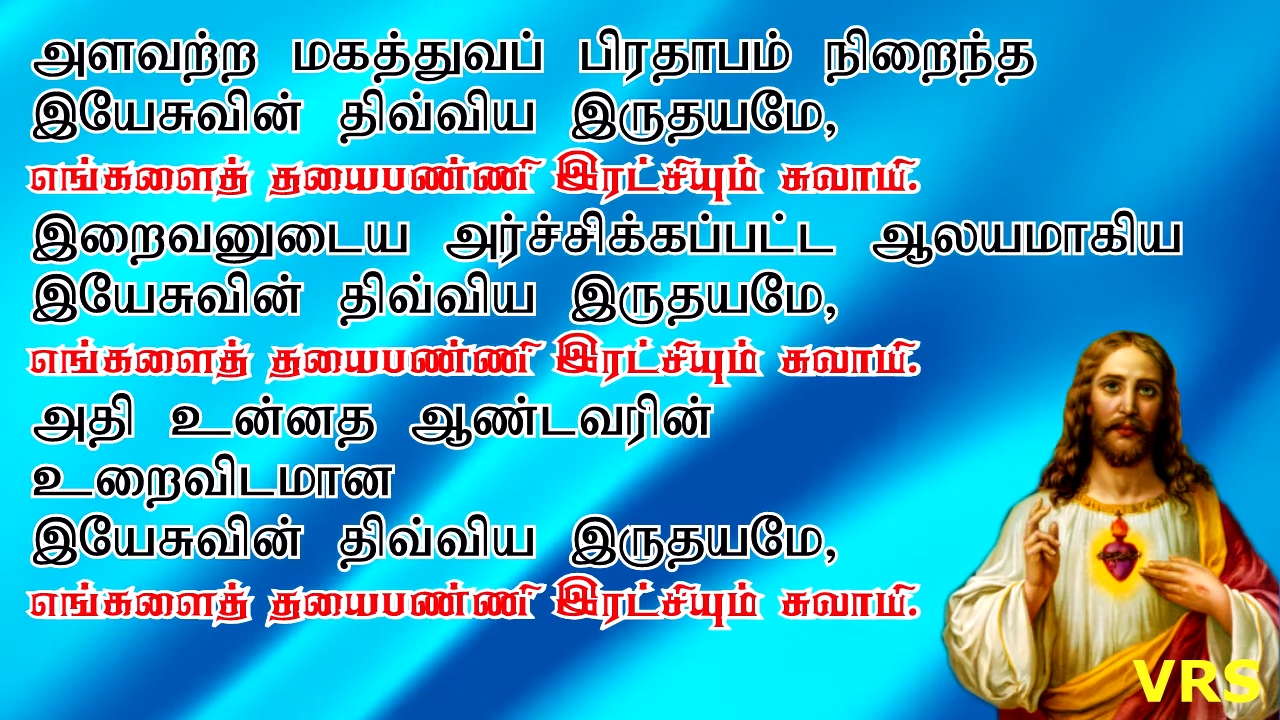 அளவற்ற மகத்துவப் பிரதாபம் நிறைந்த
இயேசுவின் திவ்விய இருதயமே,
எங்களைத் தயைபண்ணி இரட்சியும் சுவாமி.
இறைவனுடைய அர்ச்சிக்கப்பட்ட ஆலயமாகிய
இயேசுவின் திவ்விய இருதயமே,
எங்களைத் தயைபண்ணி இரட்சியும் சுவாமி.
அதி உன்னத ஆண்டவரின்
உறைவிடமான
இயேசுவின் திவ்விய இருதயமே,
எங்களைத் தயைபண்ணி இரட்சியும் சுவாமி.
VRS